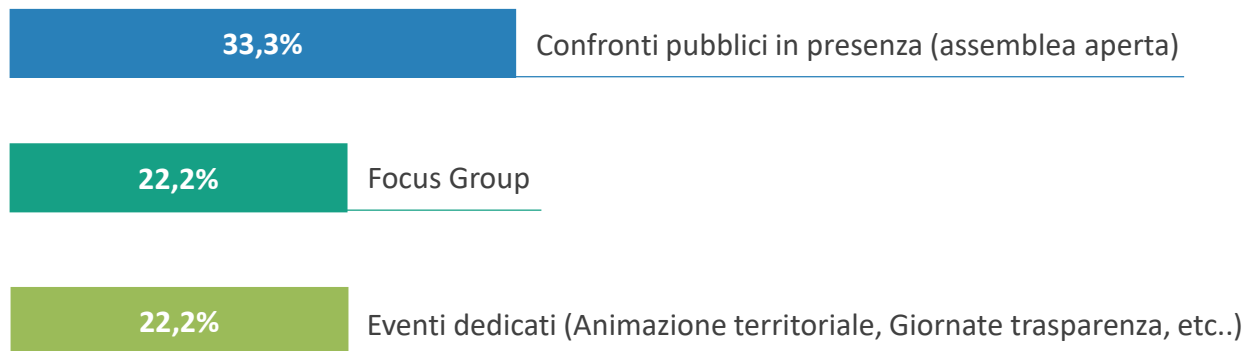 33,3% Confronti pubblici in presenza (assemblea aperta)
22,2% Focus Group
22,2% Eventi dedicati (Animazione territoriale, Giornate trasparenza, etc..)